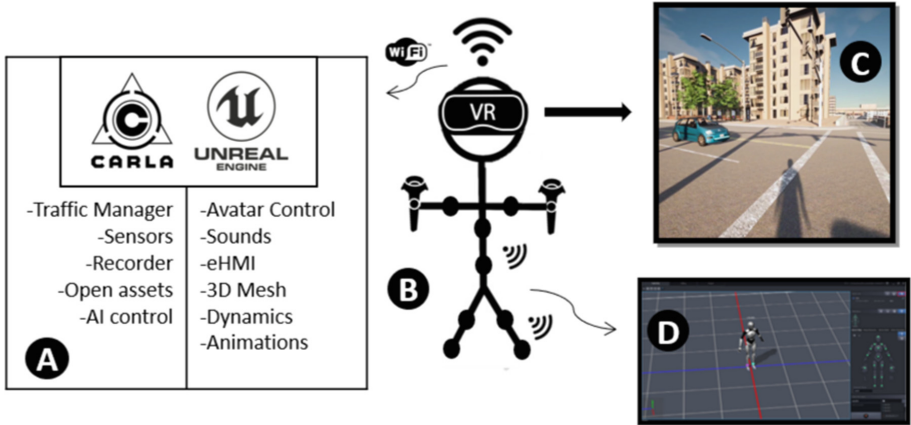 CARLA
UNREAL
ENGINE
-Traffic Manager
-Sensors
-Recorder
-Open assets
-AI control
-Avatar Control
-Sounds
-eHMI
-3D Mesh
-Dynamics
-Animations
A
WiFi
VR
B
C
D